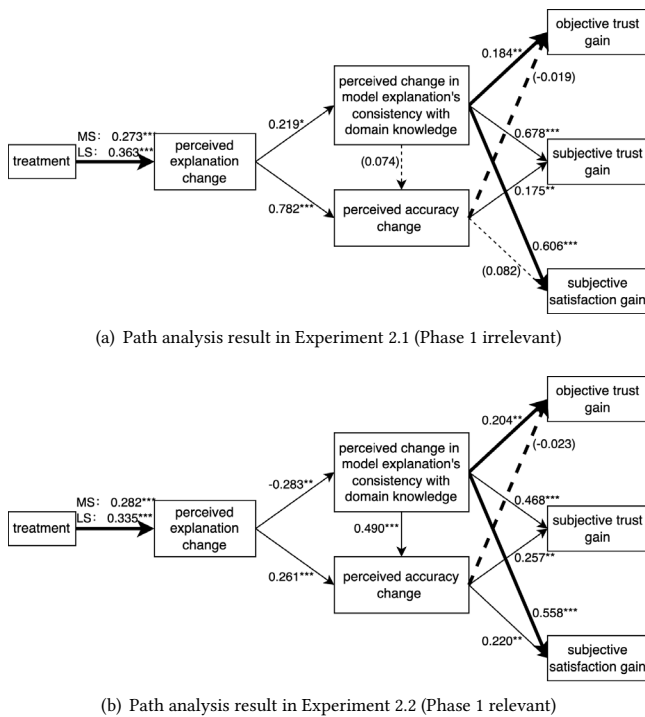 objective trust
gain
0.184**
(-0.019)
perceived change in
model explanation's
consistency with
domain knowledge
MS: 0.273***
LS: 0.363***
0.219*
0.678***
treatment
perceived
explanation
change
(0.074)
subjective trust
gain
0.782***
perceived accuracy
change
0.175**
0.606***
(0.082)
subjective
satisfaction gain
(a) Path analysis result in Experiment 2.1 (Phase 1 irrelevant)
objective trust
gain
0.204**
(-0.023)
perceived change in
model explanation's
consistency with
domain knowledge
MS: 0.282***
LS: 0.335***
-0.283**
0.468***
treatment
perceived
explanation
change
0.490***
subjective trust
gain
0.261***
perceived accuracy
change
0.257**
0.558***
0.220**
subjective
satisfaction gain
(b) Path analysis result in Experiment 2.2 (Phase 1 relevant)